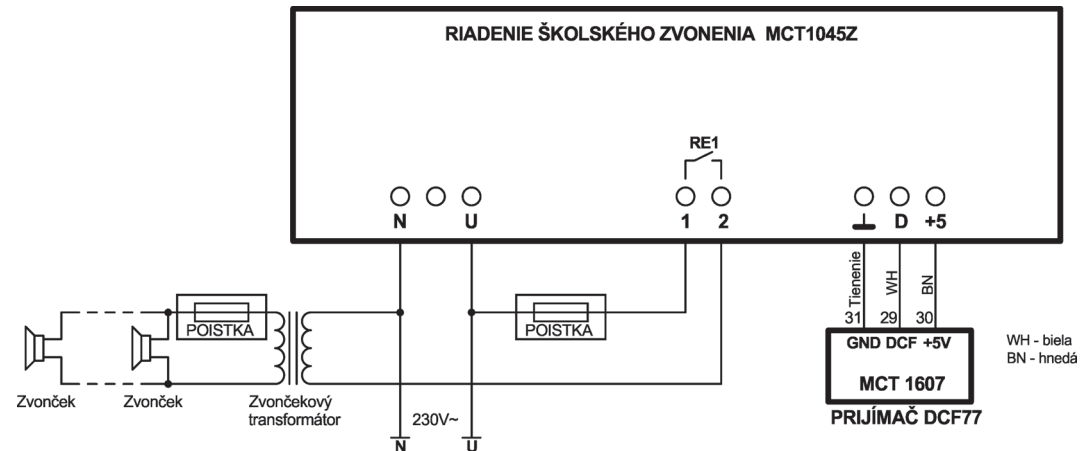 RIADENIE ŠKOLSKÉHO ZVONENIA MCT1045Z
RE1
N U 1 2 D +5
Tienenie WH BN
31 29 30
POISTKA POISTKA
GND DCF +5V
MCT 1607
PRIJÍMAČ DCF77
WH - biela
BN - hnedá
Zvonček Zvonček Zvončekový
transformátor
230V~
N U